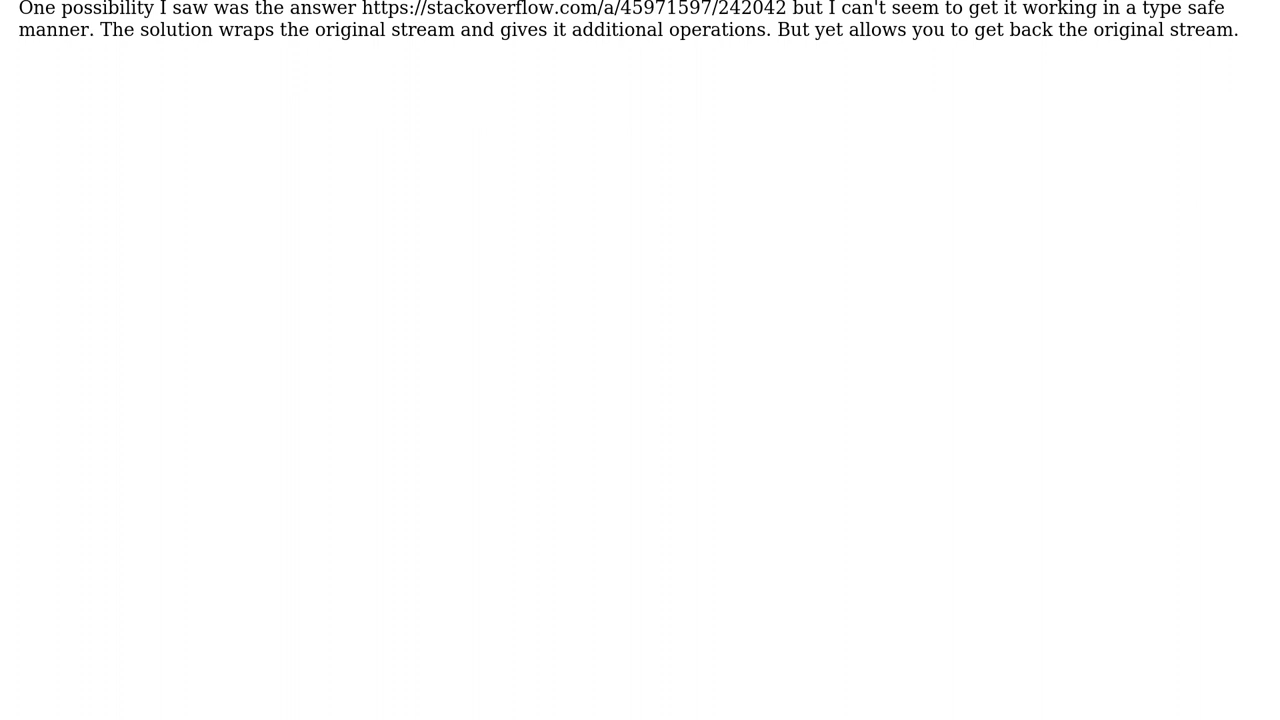 One possibility I saw was the answer https://stackoverflow.com/a/45971597/242042 but I can't seem to get it working in a type safe
manner. The solution wraps the original stream and gives it additional operations. But yet allows you to get back the original stream.